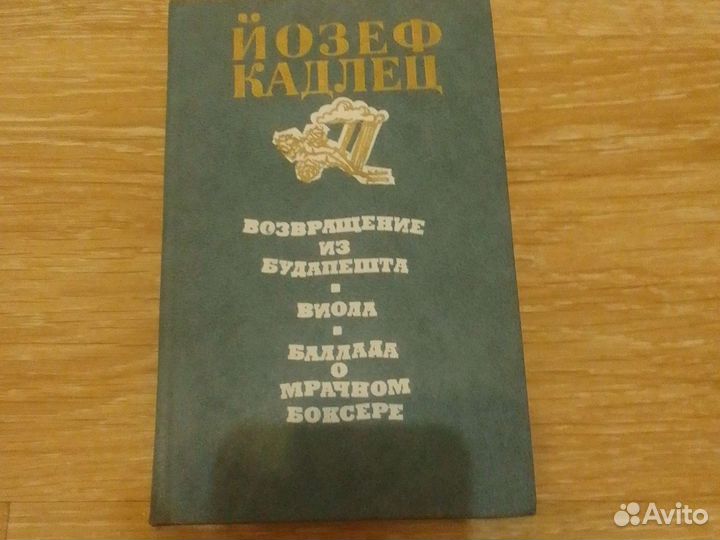 ЙОЗЕФ
КАДЛЕЦ
ВОЗВРАЩЕНИЕ
ИЗ
БУДАПЕШТА
ВИОЛА
БАЛЛАДА
О
МРАЧНОМ
БОКСЕРЕ
Avito